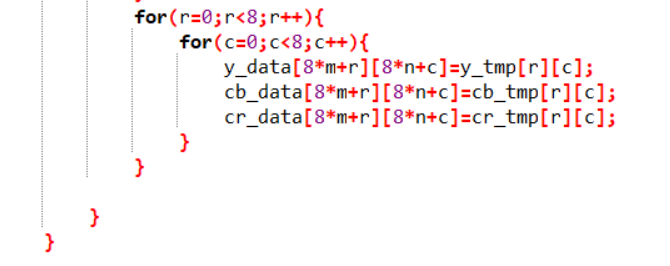 for(r=0;r<8;r++){
for(c=0;c<8;c++){
y_data[8*m+r][8*n+c]=y_tmp[r][c];
cb_data[8*m+r][8*n+c]=cb_tmp[r][c];
cr_data[8*m+r][8*n+c]=cr_tmp[r][c];
}
}
}
}